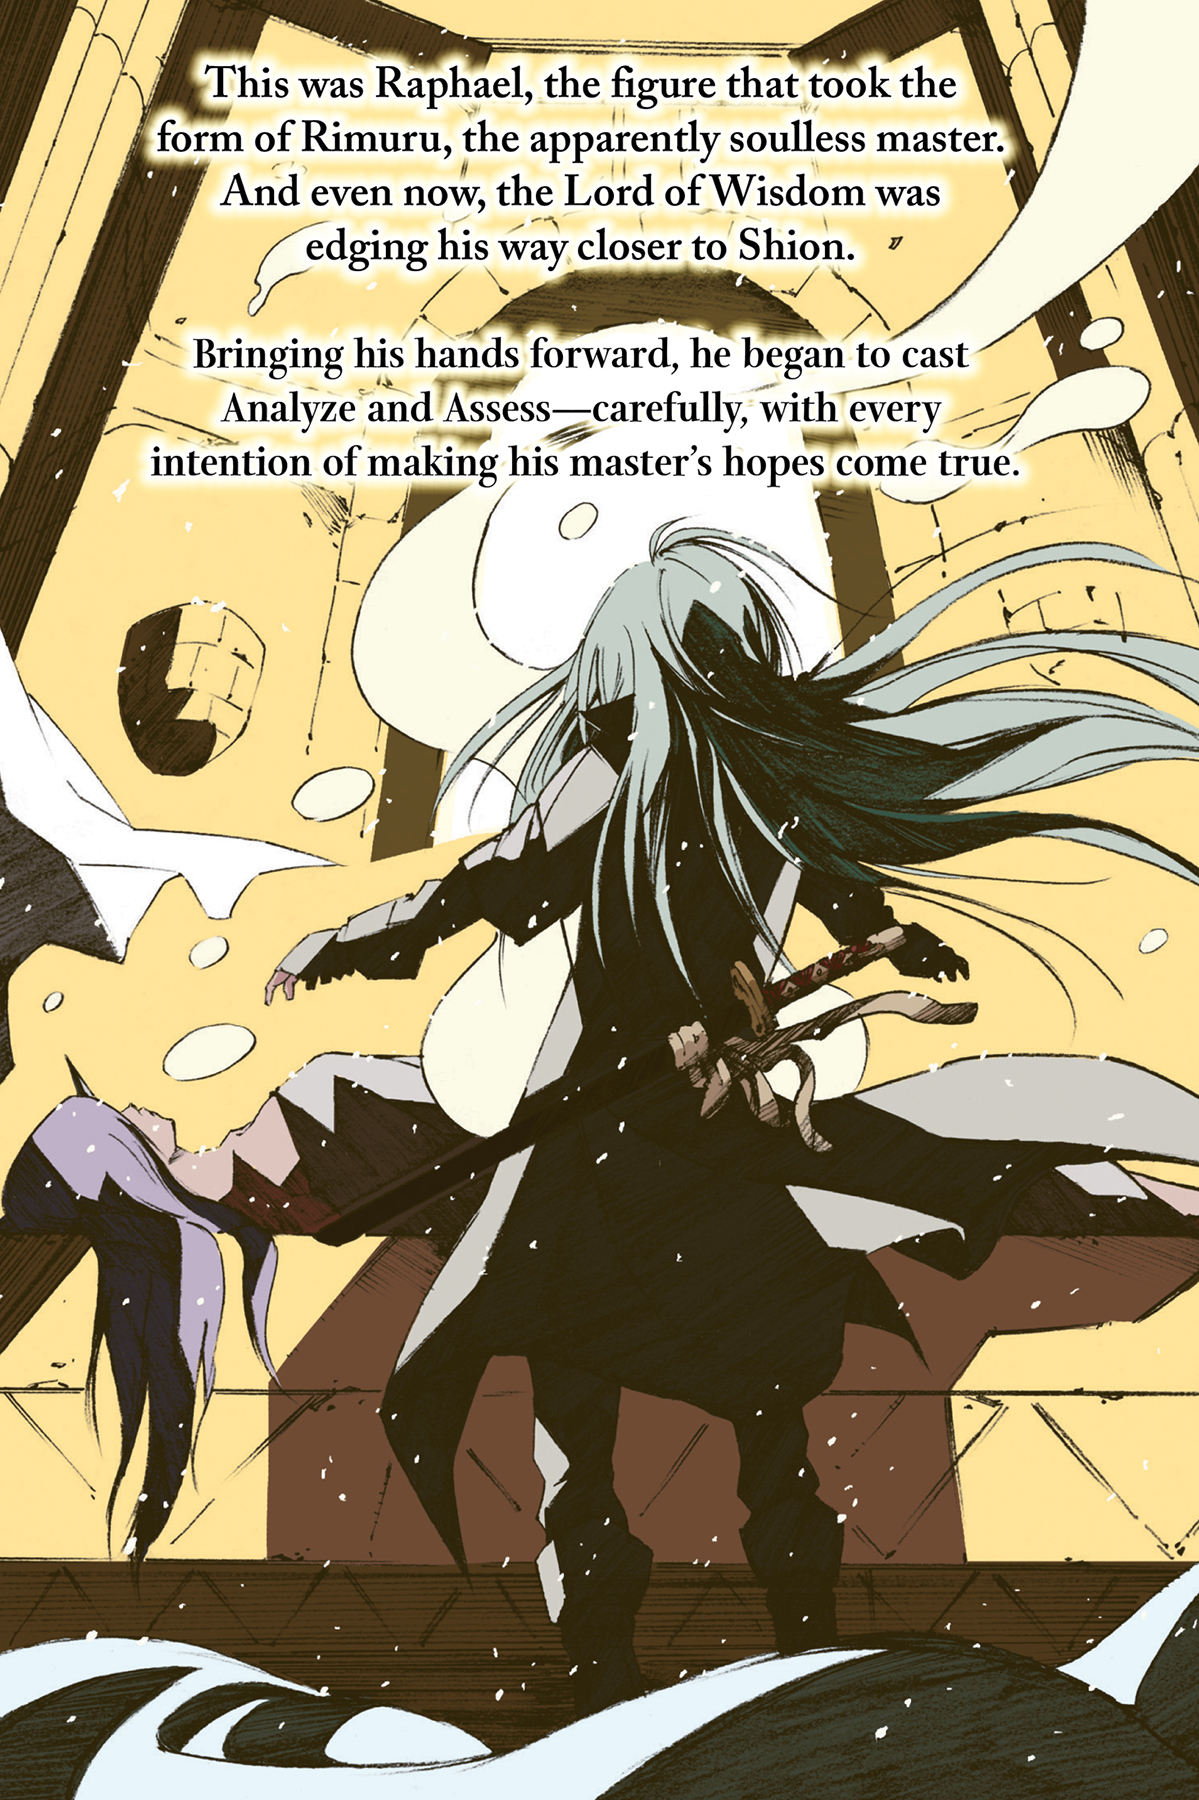 This was Raphael, the figure that took the
form of Rimuru, the apparently soulless master.
And even now, the Lord of Wisdom was
edging his way closer to Shion.
Bringing his hands forward, he began to cast
Analyze and Assess—carefully, with every
intention of making his master’s hopes come true.